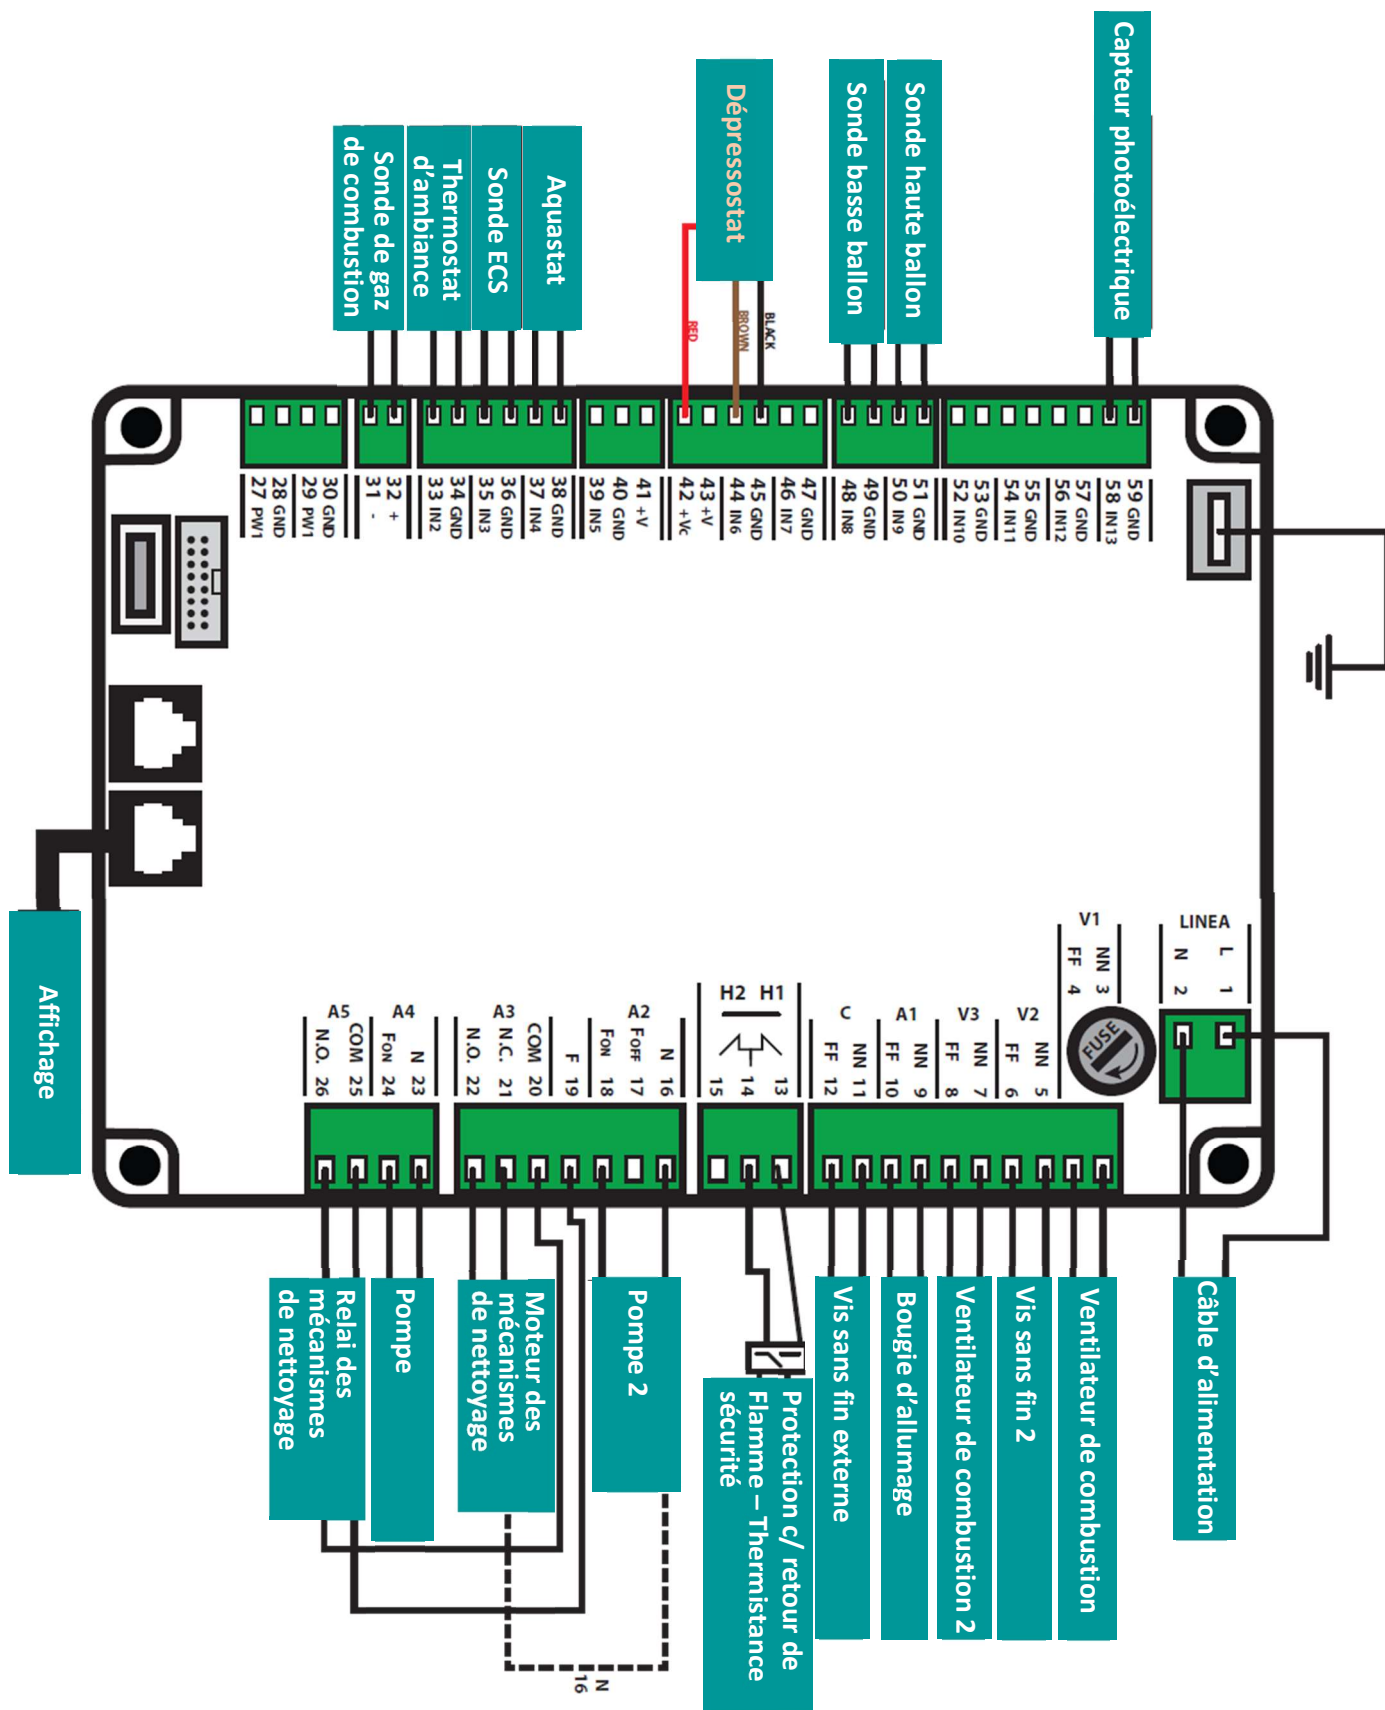 Capteur photoélectrique
Sonde haute ballon
Sonde basse ballon
Dépressostat
Aquastat
Sonde ECS
Thermostat
d'ambiance
Sonde de gaz
de combustion
BLACK
BROWN
RED
59 GND
58 IN13
57 GND
56 IN12
55 GND
54 IN11
53 GND
52 IN10
51 GND
50 IN9
49 GND
48 IN8
47 GND
46 IN7
45 GND
44 IN6
43 +V
42 +Vc
41 +V
40 GND
39 IN5
38 GND
37 IN4
36 GND
35 IN3
34 GND
33 IN2
32 +
31 -
30 GND
29 PW1
28 GND
27 PW1
LINEA
L 1
N 2
V1
NN 3
FF 4
FUSE
V2
NN 5
FF 6
V3
NN 7
FF 8
A1
NN 9
FF 10
C
NN 11
FF 12
H2 H1
13
14
15
A2
N 16
FOFF 17
FON 18
F 19
A3
COM 20
N.C. 21
N.O. 22
A4
N 23
FON 24
A5
COM 25
N.O. 26
Affichage
Câble d'alimentation
Ventilateur de combustion
Vis sans fin 2
Ventilateur de combustion 2
Bougie d'allumage
Vis sans fin externe
Protection c/ retour de
Flamme – Thermistance
sécurité
Pompe 2
Moteur des
mécanismes
de nettoyage
Pompe
Relai des
mécanismes
de nettoyage
N
16